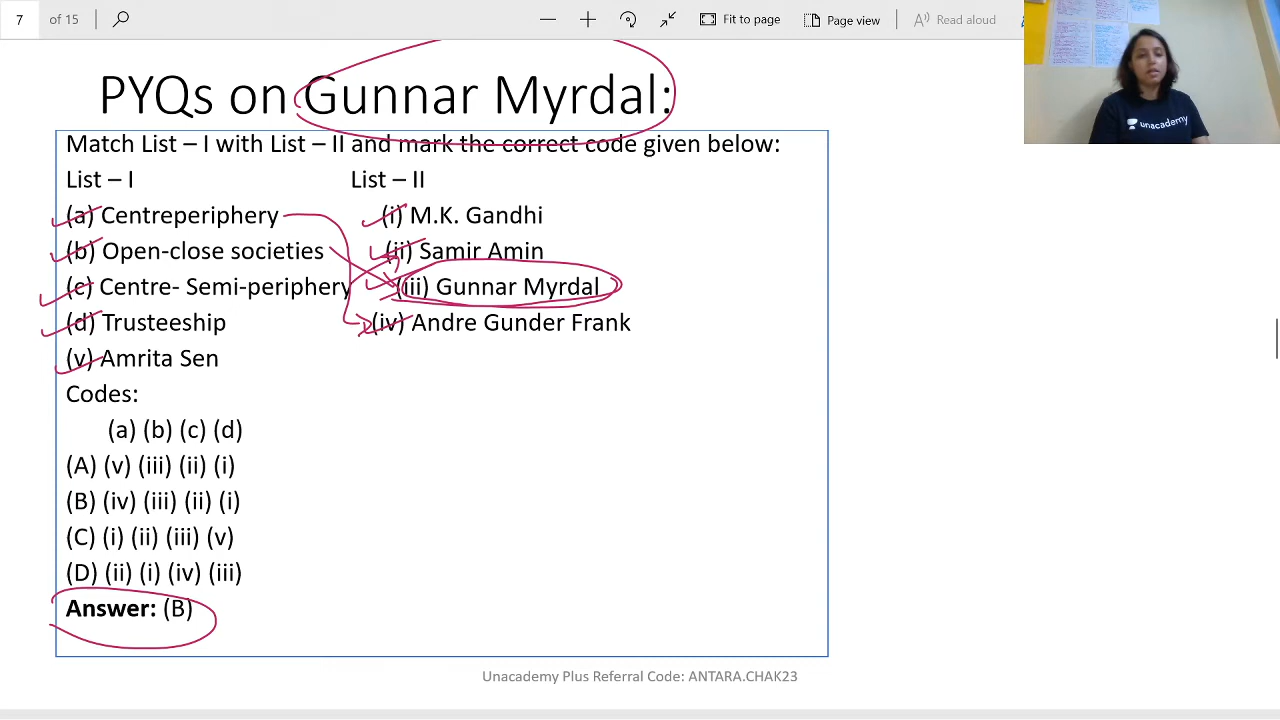 7 of 15 Fit to page Page view Read aloud
PYQs on Gunnar Myrdal:
Match List – I with List – II and mark the correct code given below:
List – I List – II
(a) Centreperiphery (i) M.K. Gandhi
(b) Open-close societies (ii) Samir Amin
(c) Centre- Semi-periphery (iii) Gunnar Myrdal
(d) Trusteeship (iv) Andre Gunder Frank
(v) Amrita Sen
Codes:
(a) (b) (c) (d)
(A) (v) (iii) (ii) (i)
(B) (iv) (iii) (ii) (i)
(C) (i) (ii) (iii) (v)
(D) (ii) (i) (iv) (iii)
Answer: (B)
Unacademy Plus Referral Code: ANTARA.CHAK23
unacademy